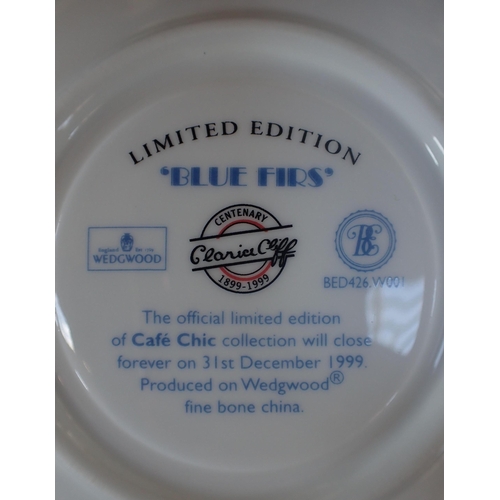 LIMITED EDITION
'BLUE FIRS'
CENTENARY
Clarice Cliff
1899-1999
WEDGWOOD
BE
BED426.W001
The official limited edition
of Café Chic collection will close
forever on 31st December 1999.
Produced on Wedgwood®
fine bone china.